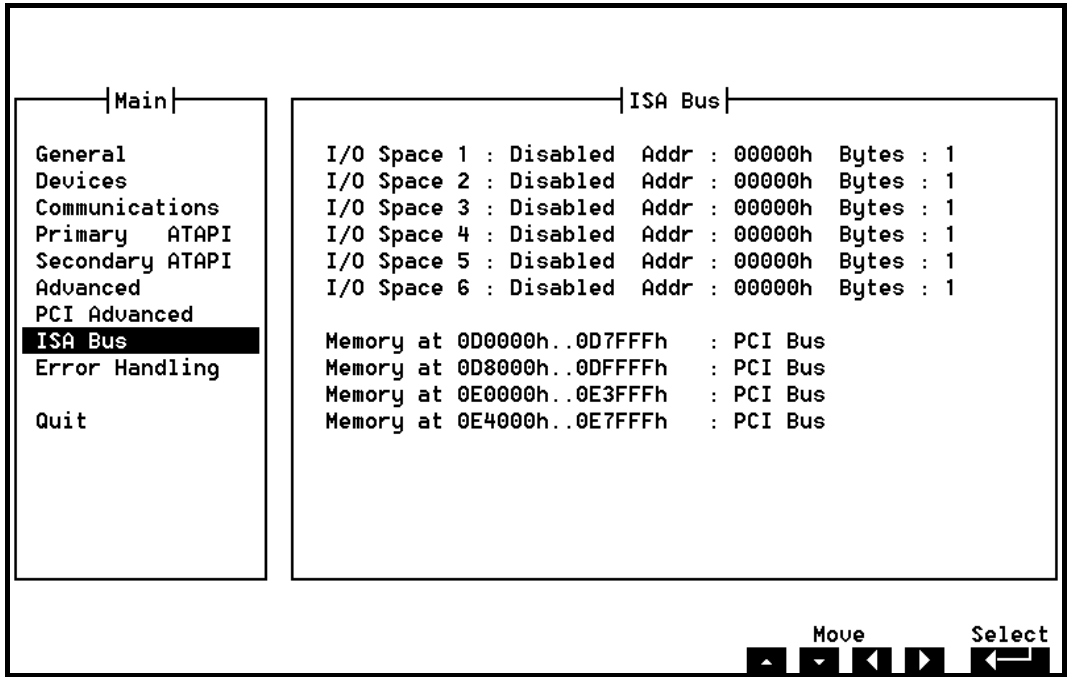 Main
General
Devices
Communications
Primary ATAPI
Secondary ATAPI
Advanced
PCI Advanced
ISA Bus
Error Handling
Quit
ISA Bus
I/O Space 1 : Disabled Addr : 00000h Bytes : 1
I/O Space 2 : Disabled Addr : 00000h Bytes : 1
I/O Space 3 : Disabled Addr : 00000h Bytes : 1
I/O Space 4 : Disabled Addr : 00000h Bytes : 1
I/O Space 5 : Disabled Addr : 00000h Bytes : 1
I/O Space 6 : Disabled Addr : 00000h Bytes : 1
Memory at 0D0000h..0D7FFFh : PCI Bus
Memory at 0D8000h..0DFFFFh : PCI Bus
Memory at 0E0000h..0E3FFFh : PCI Bus
Memory at 0E4000h..0E7FFFh : PCI Bus
Move Select